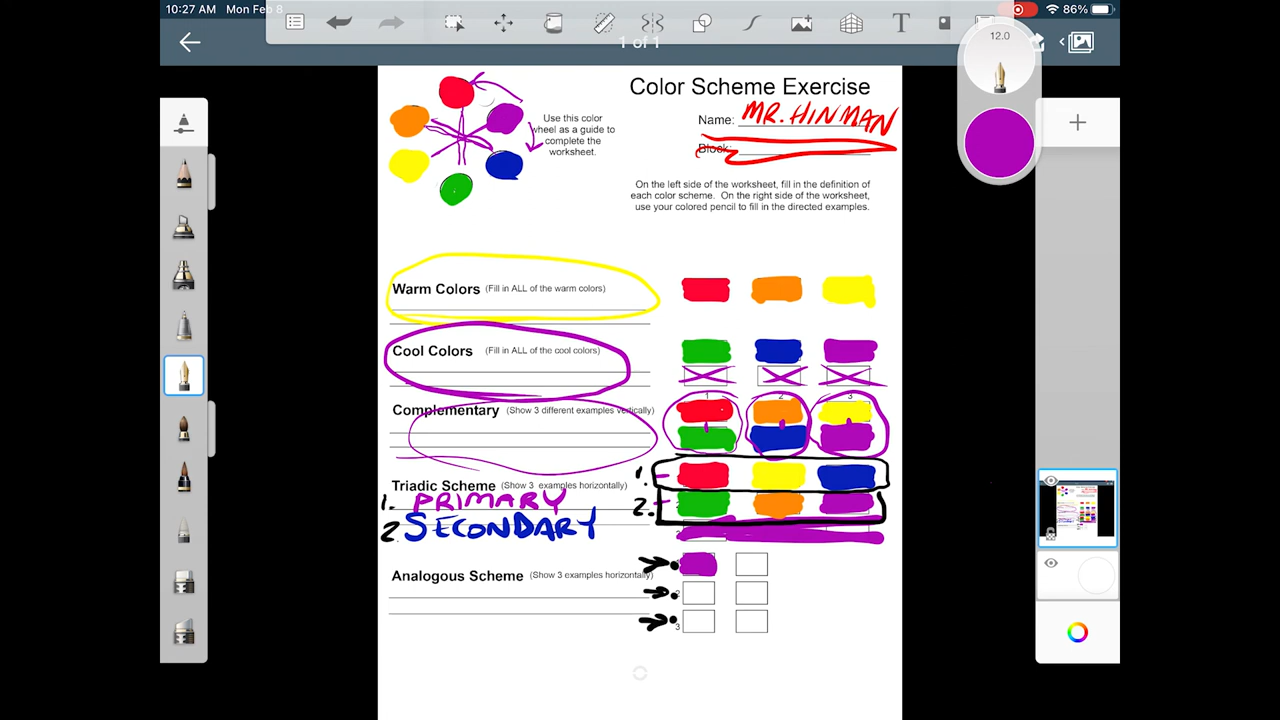 10:27 AM Mon Feb 8
86%
1 of 1
12.0
T
Color Scheme Exercise
Name: MR. HINMAN
Block:
Use this color
wheel as a guide to
complete the
worksheet.
On the left side of the worksheet, fill in the definition of
each color scheme. On the right side of the worksheet,
use your colored pencil to fill in the directed examples.
Warm Colors (Fill in ALL of the warm colors)
Cool Colors (Fill in ALL of the cool colors)
1 2 3
Complementary (Show 3 different examples vertically)
1.
Triadic Scheme (Show 3 examples horizontally)
1. PRIMARY
2.
2. SECONDARY
Analogous Scheme (Show 3 examples horizontally)
2
3